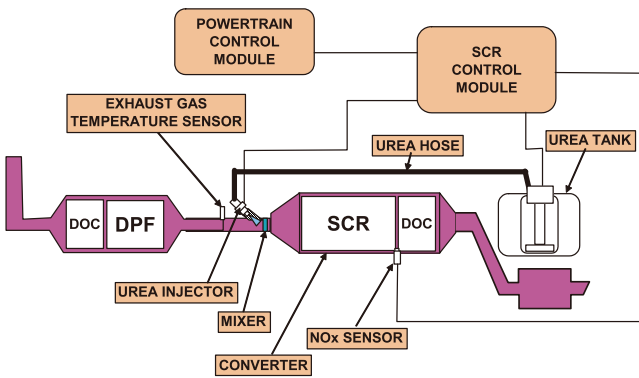 POWERTRAIN
CONTROL
MODULE
SCR
CONTROL
MODULE
EXHAUST GAS
TEMPERATURE SENSOR
UREA HOSE
UREA TANK
DOC
DPF
SCR
DOC
UREA INJECTOR
MIXER
NOx SENSOR
CONVERTER